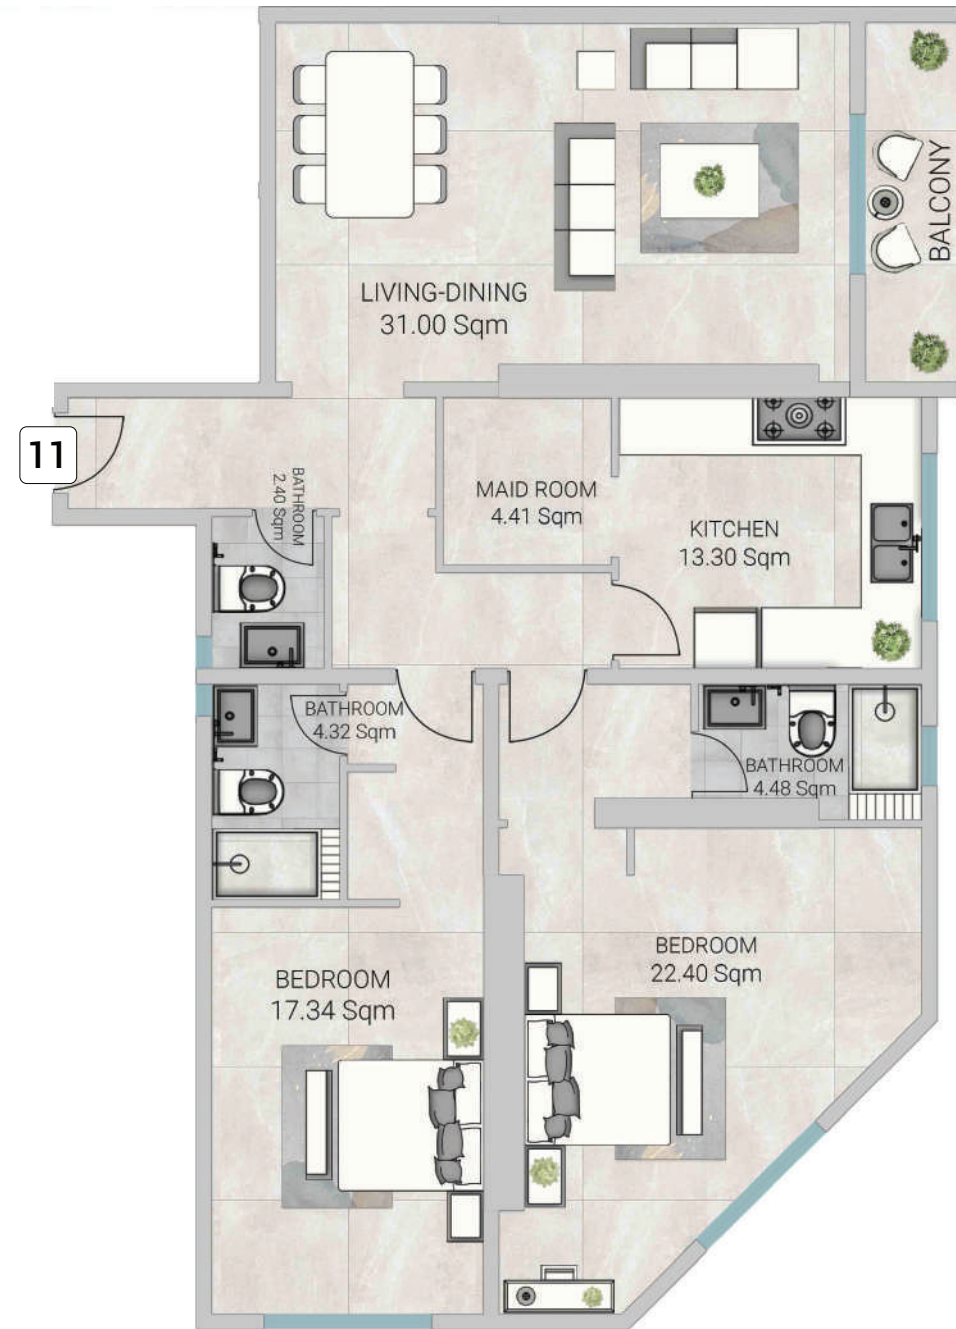 BALCONY
LIVING-DINING
31.00 Sqm
11
BATHROOM
2.40 Sqm
MAID ROOM
4.41 Sqm
KITCHEN
13.30 Sqm
BATHROOM
4.32 Sqm
BATHROOM
4.48 Sqm
BEDROOM
22.40 Sqm
BEDROOM
17.34 Sqm